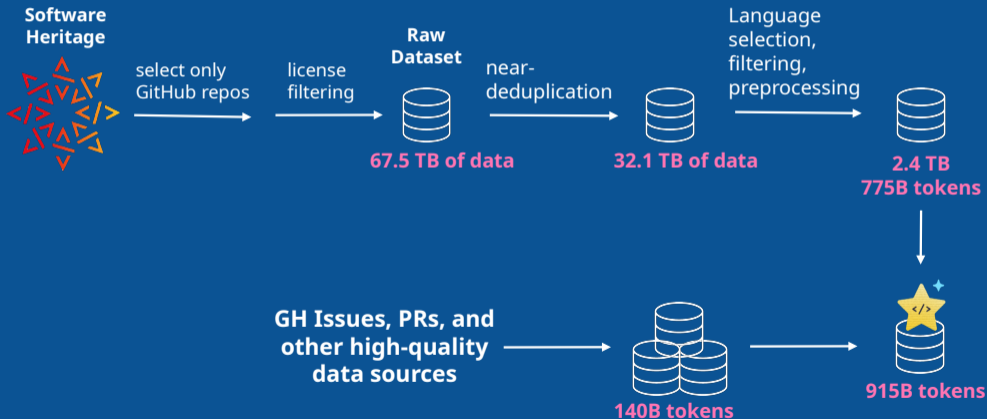 Software
Heritage
select only
GitHub repos
license
filtering
Raw
Dataset
67.5 TB of data
near-
deduplication
32.1 TB of data
Language
selection,
filtering,
preprocessing
2.4 TB
775B tokens
GH Issues, PRs, and
other high-quality
data sources
140B tokens
</>
915B tokens